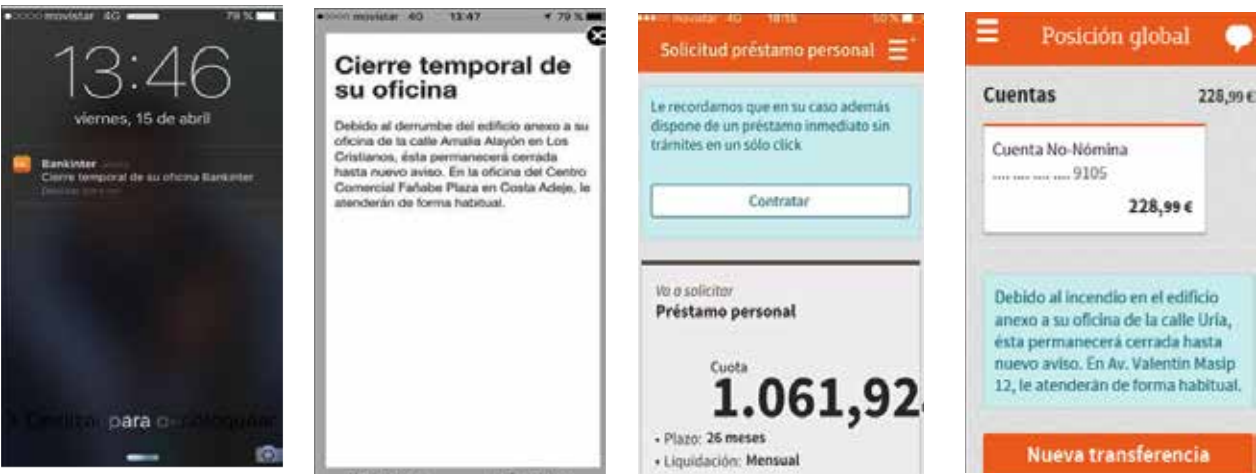 movistar 4G 79 %
13:46
viernes, 15 de abril
Bankinter
Cierre temporal de su oficina Bankinter
para
movistar 4G 13:47 79 %
Cierre temporal de
su oficina
Debido al derrumbe del edificio anexo a su
oficina de la calle Amalia Alayón en Los
Cristianos, ésta permanecerá cerrada
hasta nuevo aviso. En la oficina del Centro
Comercial Fañabe Plaza en Costa Adeje, le
atenderán de forma habitual.
movistar 4G 18:15 50 %
Solicitud préstamo personal
Le recordamos que en su caso además
dispone de un préstamo inmediato sin
trámites en un sólo click
Contratar
Va a solicitar
Préstamo personal
Cuota
1.061,92
• Plazo: 26 meses
• Liquidación: Mensual
Posición global
Cuentas 228,99 €
Cuenta No-Nómina
.... .... .... .... 9105
228,99 €
Debido al incendio en el edificio
anexo a su oficina de la calle Uria,
ésta permanecerá cerrada hasta
nuevo aviso. En Av. Valentin Masip
12, le atenderán de forma habitual.
Nueva transferencia